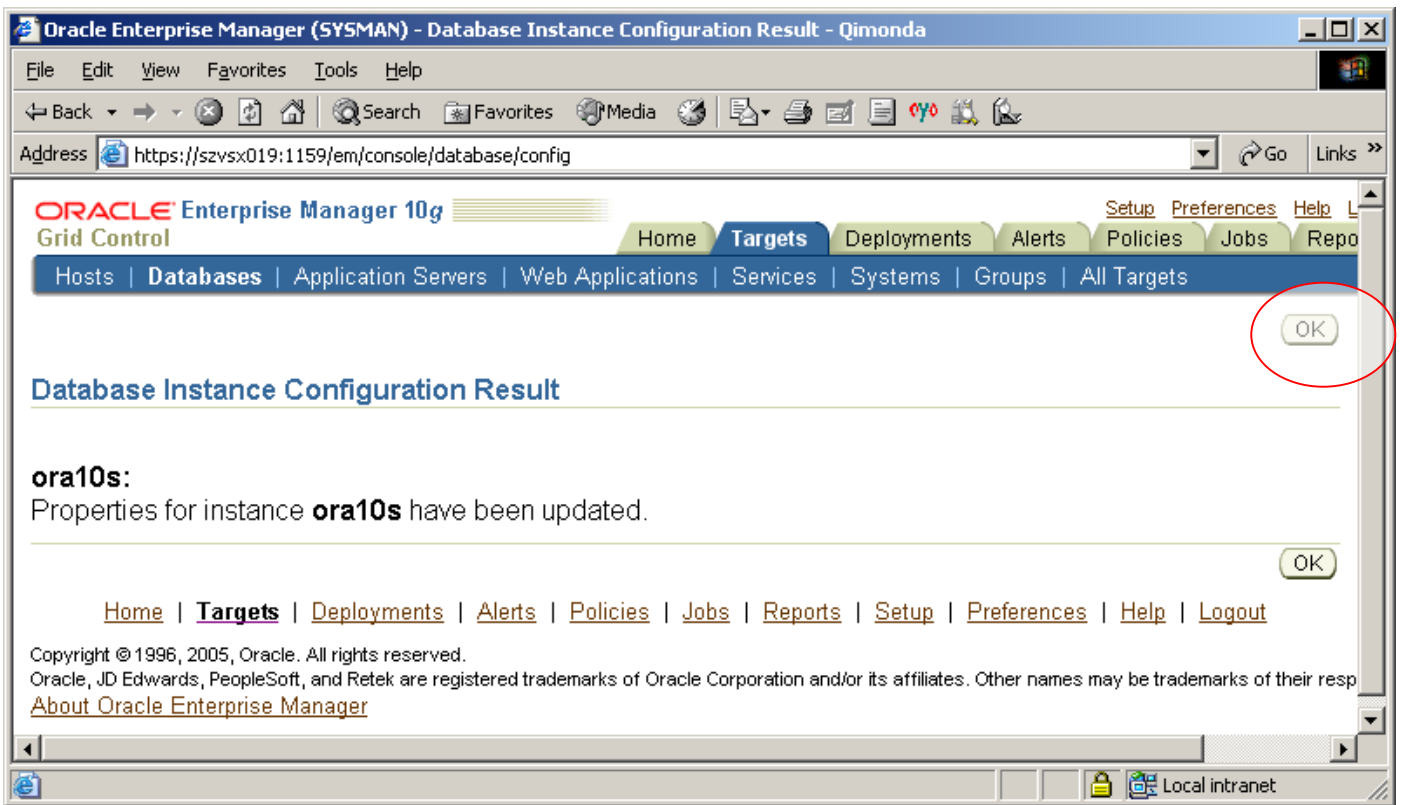 Oracle Enterprise Manager (SYSMAN) - Database Instance Configuration Result - Qimonda
File Edit View Favorites Tools Help
Back Search Favorites Media
Address https://szvsx019:1159/em/console/database/config Go Links »
ORACLE Enterprise Manager 10g
Grid Control
Setup Preferences Help L
Home Targets Deployments Alerts Policies Jobs Repo
Hosts | Databases | Application Servers | Web Applications | Services | Systems | Groups | All Targets
OK
Database Instance Configuration Result
ora10s:
Properties for instance ora10s have been updated.
OK
Home | Targets | Deployments | Alerts | Policies | Jobs | Reports | Setup | Preferences | Help | Logout
Copyright © 1996, 2005, Oracle. All rights reserved.
Oracle, JD Edwards, PeopleSoft, and Retek are registered trademarks of Oracle Corporation and/or its affiliates. Other names may be trademarks of their resp
About Oracle Enterprise Manager
Local intranet